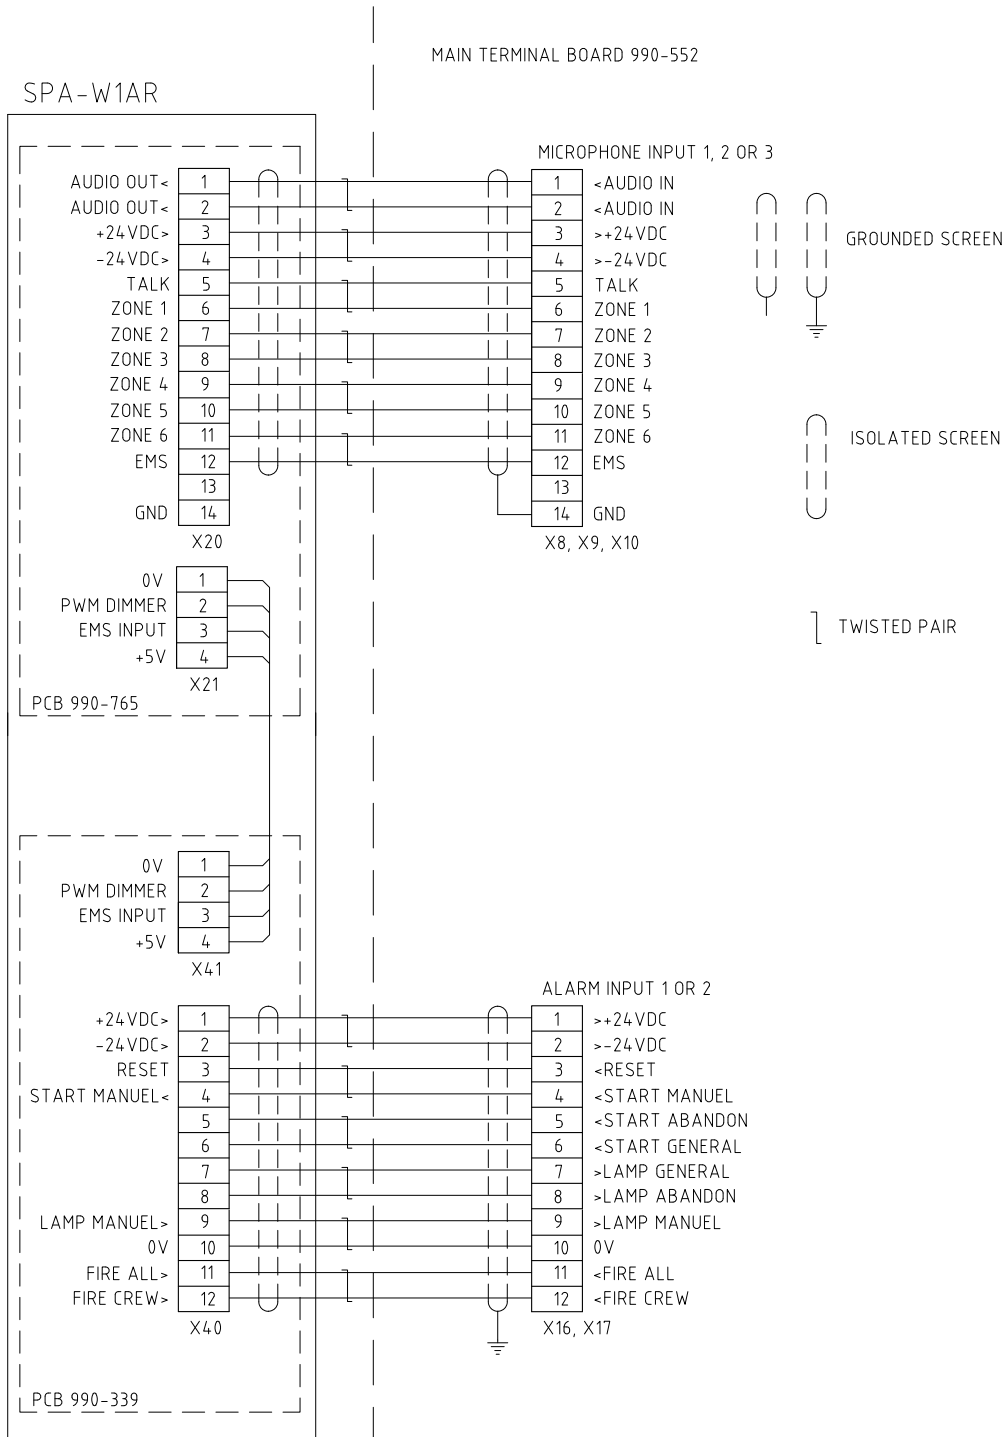 MAIN TERMINAL BOARD 990-552
SPA-W1AR
MICROPHONE INPUT 1, 2 OR 3
AUDIO OUT< 1 1 <AUDIO IN
AUDIO OUT< 2 2 <AUDIO IN
+24VDC> 3 3 >+24VDC
-24VDC> 4 4 >-24VDC
TALK 5 5 TALK
ZONE 1 6 6 ZONE 1
ZONE 2 7 7 ZONE 2
ZONE 3 8 8 ZONE 3
ZONE 4 9 9 ZONE 4
ZONE 5 10 10 ZONE 5
ZONE 6 11 11 ZONE 6
EMS 12 12 EMS
13 13
GND 14 14 GND
X20 X8, X9, X10
GROUNDED SCREEN
ISOLATED SCREEN
TWISTED PAIR
0V 1
PWM DIMMER 2
EMS INPUT 3
+5V 4
X21
PCB 990-765
0V 1
PWM DIMMER 2
EMS INPUT 3
+5V 4
X41
ALARM INPUT 1 OR 2
+24VDC> 1 1 >+24VDC
-24VDC> 2 2 >-24VDC
RESET 3 3 <RESET
START MANUEL< 4 4 <START MANUEL
5 5 <START ABANDON
6 6 <START GENERAL
7 7 >LAMP GENERAL
8 8 >LAMP ABANDON
LAMP MANUEL> 9 9 >LAMP MANUEL
0V 10 10 0V
FIRE ALL> 11 11 <FIRE ALL
FIRE CREW> 12 12 <FIRE CREW
X40 X16, X17
PCB 990-339